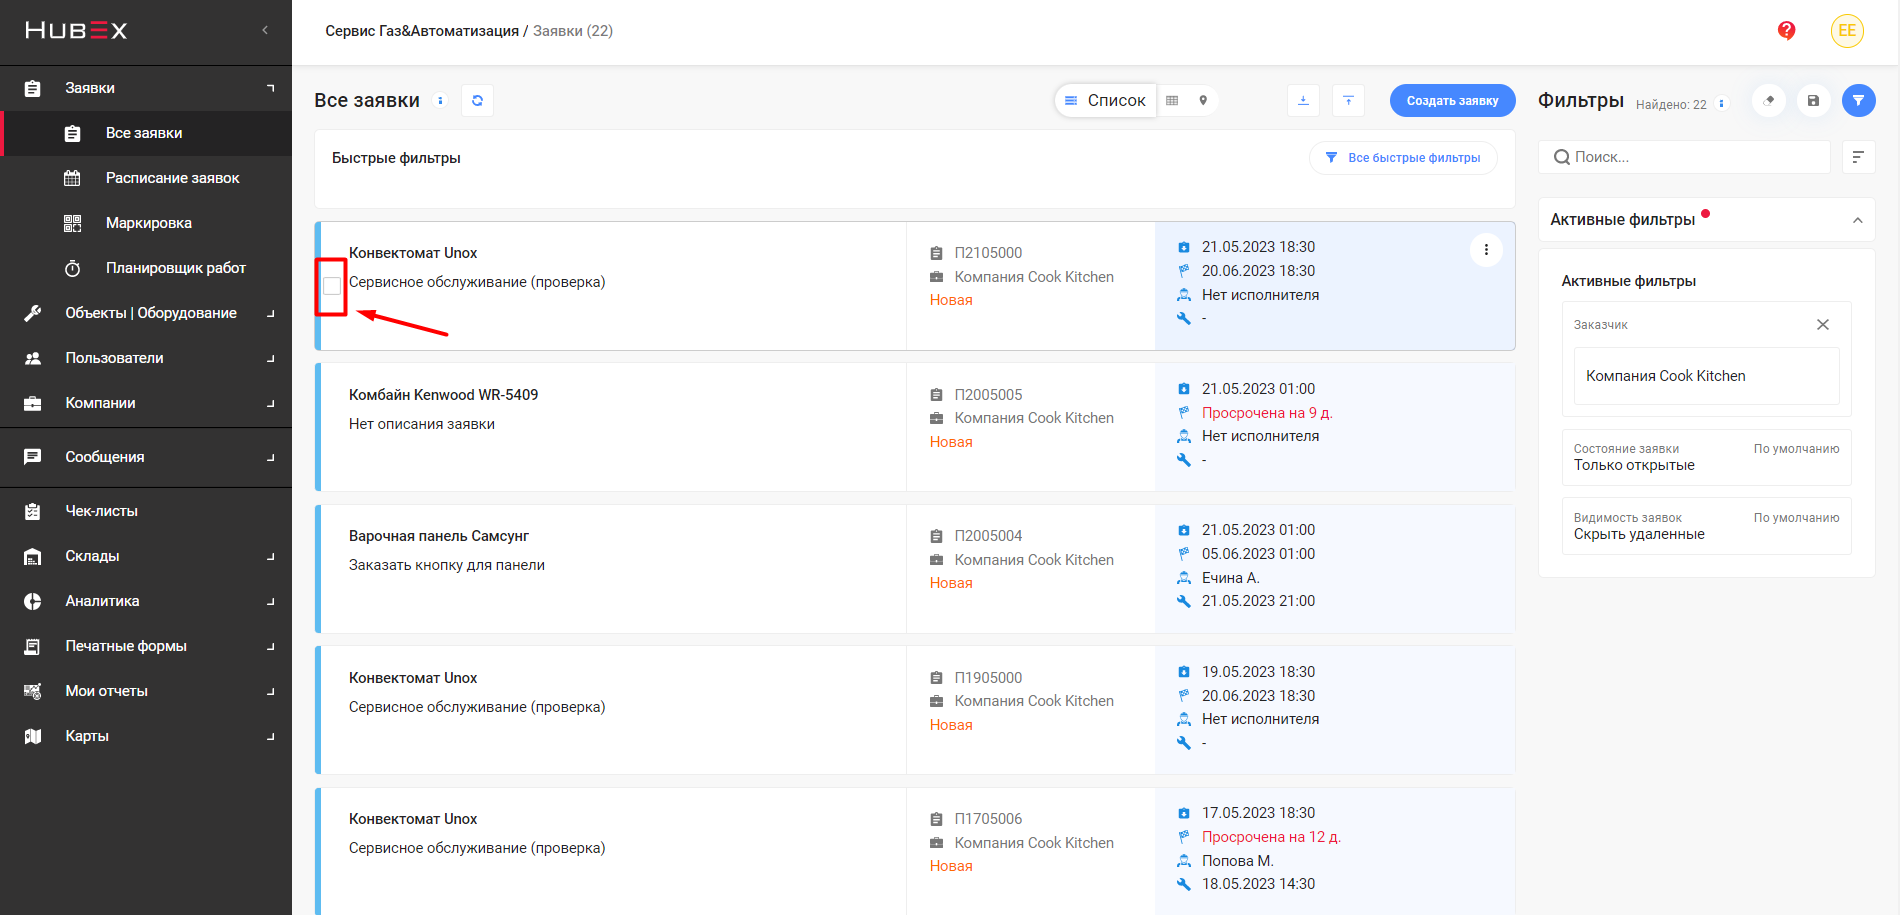 HUBEX
Сервис Газ&Автоматизация / Заявки (22)
EE
Заявки
Все заявки
Расписание заявок
Маркировка
Планировщик работ
Объекты | Оборудование
Пользователи
Компании
Сообщения
Чек-листы
Склады
Аналитика
Печатные формы
Мои отчеты
Карты
Все заявки
Список
Создать заявку
Быстрые фильтры
Все быстрые фильтры
Конвектомат Unox
Сервисное обслуживание (проверка)
П2105000
Компания Cook Kitchen
Новая
21.05.2023 18:30
20.06.2023 18:30
Нет исполнителя
-
Комбайн Kenwood WR-5409
Нет описания заявки
П2005005
Компания Cook Kitchen
Новая
21.05.2023 01:00
Просрочена на 9 д.
Нет исполнителя
-
Варочная панель Самсунг
Заказать кнопку для панели
П2005004
Компания Cook Kitchen
Новая
21.05.2023 01:00
05.06.2023 01:00
Ечина А.
21.05.2023 21:00
Конвектомат Unox
Сервисное обслуживание (проверка)
П1905000
Компания Cook Kitchen
Новая
19.05.2023 18:30
20.06.2023 18:30
Нет исполнителя
-
Конвектомат Unox
Сервисное обслуживание (проверка)
П1705006
Компания Cook Kitchen
Новая
17.05.2023 18:30
Просрочена на 12 д.
Попова М.
18.05.2023 14:30
Фильтры Найдено: 22
Поиск...
Активные фильтры
Активные фильтры
Заказчик
Компания Cook Kitchen
Состояние заявки По умолчанию
Только открытые
Видимость заявок По умолчанию
Скрыть удаленные